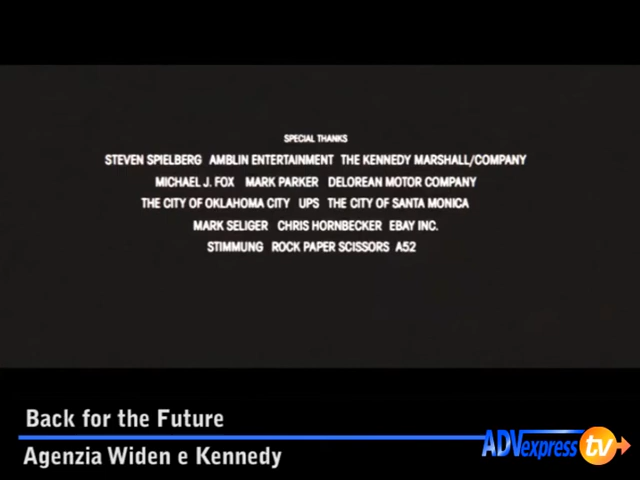 SPECIAL THANKS
STEVEN SPIELBERG AMBLIN ENTERTAINMENT THE KENNEDY MARSHALL/COMPANY
MICHAEL J. FOX MARK PARKER DELOREAN MOTOR COMPANY
THE CITY OF OKLAHOMA CITY UPS THE CITY OF SANTA MONICA
MARK SELIGER CHRIS HORNBECKER EBAY INC.
STIMMUNG ROCK PAPER SCISSORS A52
Back for the Future
Agenzia Widen e Kennedy
ADVexpress tv